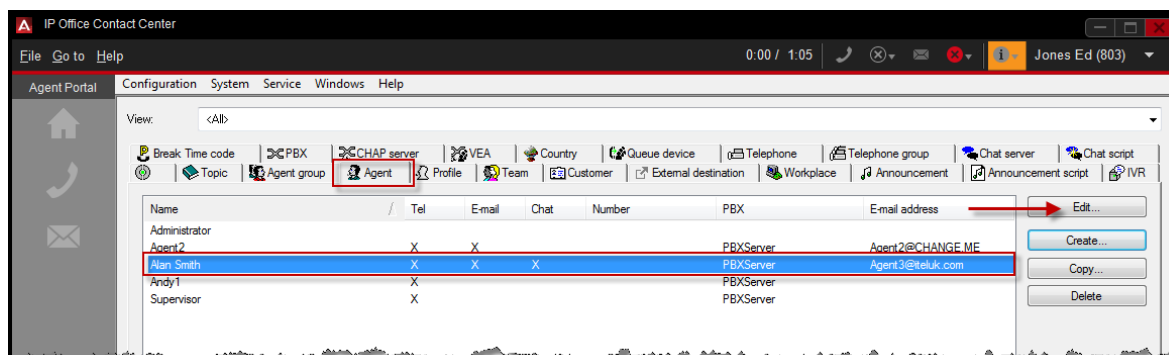 IP Office Contact Center
File Go to Help 0:00 / 1:05 Jones Ed (803)
Agent Portal Configuration System Service Windows Help
View: <All>
Break Time code PBX CHAP server VEA Country Queue device Telephone Telephone group Chat server Chat script
Topic Agent group Agent Profile Team Customer External destination Workplace Announcement Announcement script IVR
Name / Tel E-mail Chat Number PBX E-mail address Edit...
Administrator
Agent2 X X PBXServer Agent2@CHANGE.ME Create...
Alan Smith X X X PBXServer Agent3@iteluk.com
Andy1 X PBXServer Copy...
Supervisor X PBXServer Delete